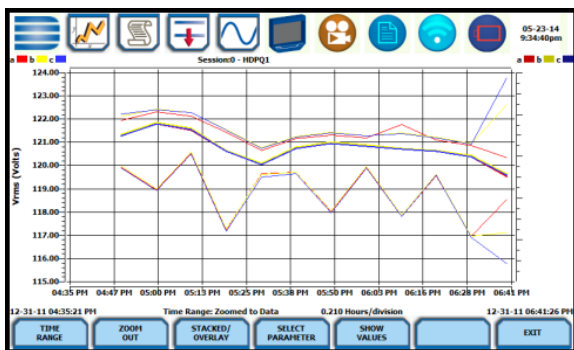 05-23-14
9:34:40pm
a b c Session:0 - HDPQ1 a b c
124.00
123.00
122.00
121.00
120.00
119.00
118.00
117.00
116.00
115.00
Vrms (Volts)
04:35 PM 04:47 PM 05:00 PM 05:13 PM 05:25 PM 05:38 PM 05:50 PM 06:03 PM 06:16 PM 06:28 PM 06:41 PM
12-31-11 04:35:21 PM Time Range: Zoomed to Data 0.210 Hours/division 12-31-11 06:41:26 PM
TIME RANGE ZOOM OUT STACKED/ OVERLAY SELECT PARAMETER SHOW VALUES EXIT